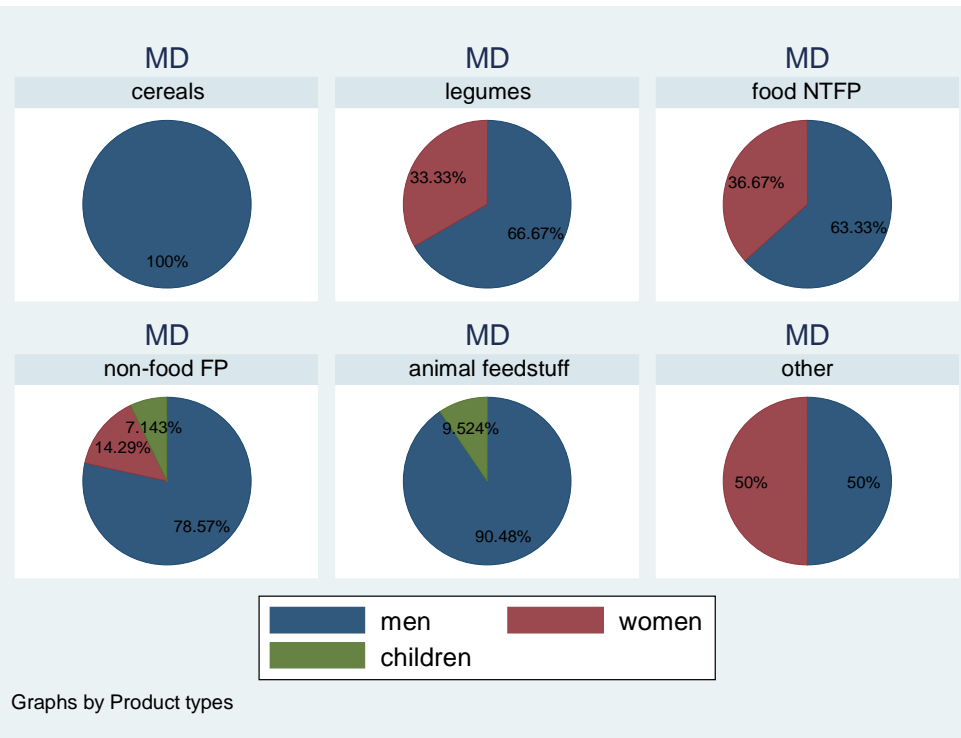 MD MD MD
cereals legumes food NTFP
33.33% 36.67%
66.67% 63.33%
100%
MD MD MD
non-food FP animal feedstuff other
7.143% 9.524%
14.29%
50% 50%
78.57% 90.48%
men women
children
Graphs by Product types